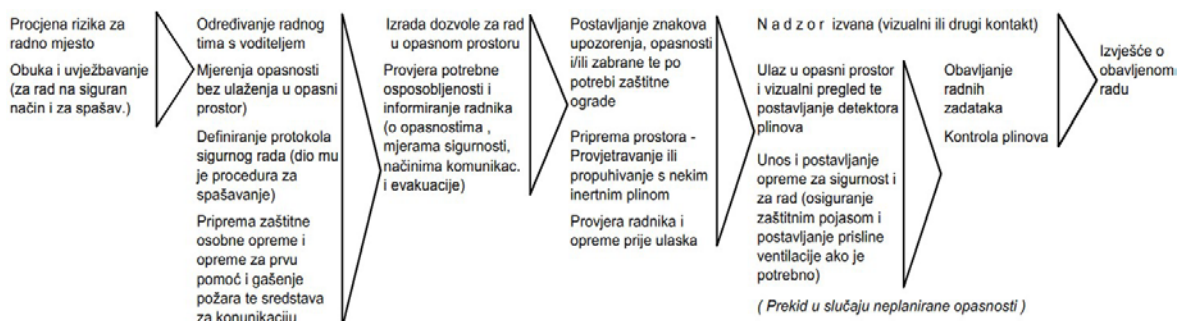 Procjena rizika za
radno mjesto
Obuka i uvježbavanje
(za rad na siguran
način i za spašav.)
Određivanje radnog
tima s voditeljem
Mjerenja opasnosti
bez ulaženja u opasni
prostor)
Definiranje protokola
sigurnog rada (dio mu
je procedura za
spašavanje)
Priprema zaštitne
osobne opreme i
opreme za prvu
pomoć i gašenje
požara te sredstava
za konunikaciju
Izrada dozvole za rad
u opasnom prostoru
Provjera potrebne
osposobljenosti i
informiranje radnika
(o opasnostima ,
mjerama sigurnosti,
načinima komunikac.
i evakuacije)
Postavljanje znakova
upozorenja, opasnosti
i/ili zabrane te po
potrebi zaštitne
ograde
Priprema prostora -
Provjetravanje ili
propuhivanje s nekim
inertnim plinom
Provjera radnika i
opreme prije ulaska
N a d z o r izvana (vizualni ili drugi kontakt)
Ulaz u opasni prostor
i vizualni pregled te
postavljanje detektora
plinova
Unos i postavljanje
opreme za sigurnost i
za rad (osiguranje
zaštitnim pojasom i
postavljanje prisline
ventilacije ako je
potrebno)
( Prekid u slučaju neplanirane opasnosti )
Obavljanje
radnih
zadataka
Kontrola plinova
Izvješće o
obavljenom
radu